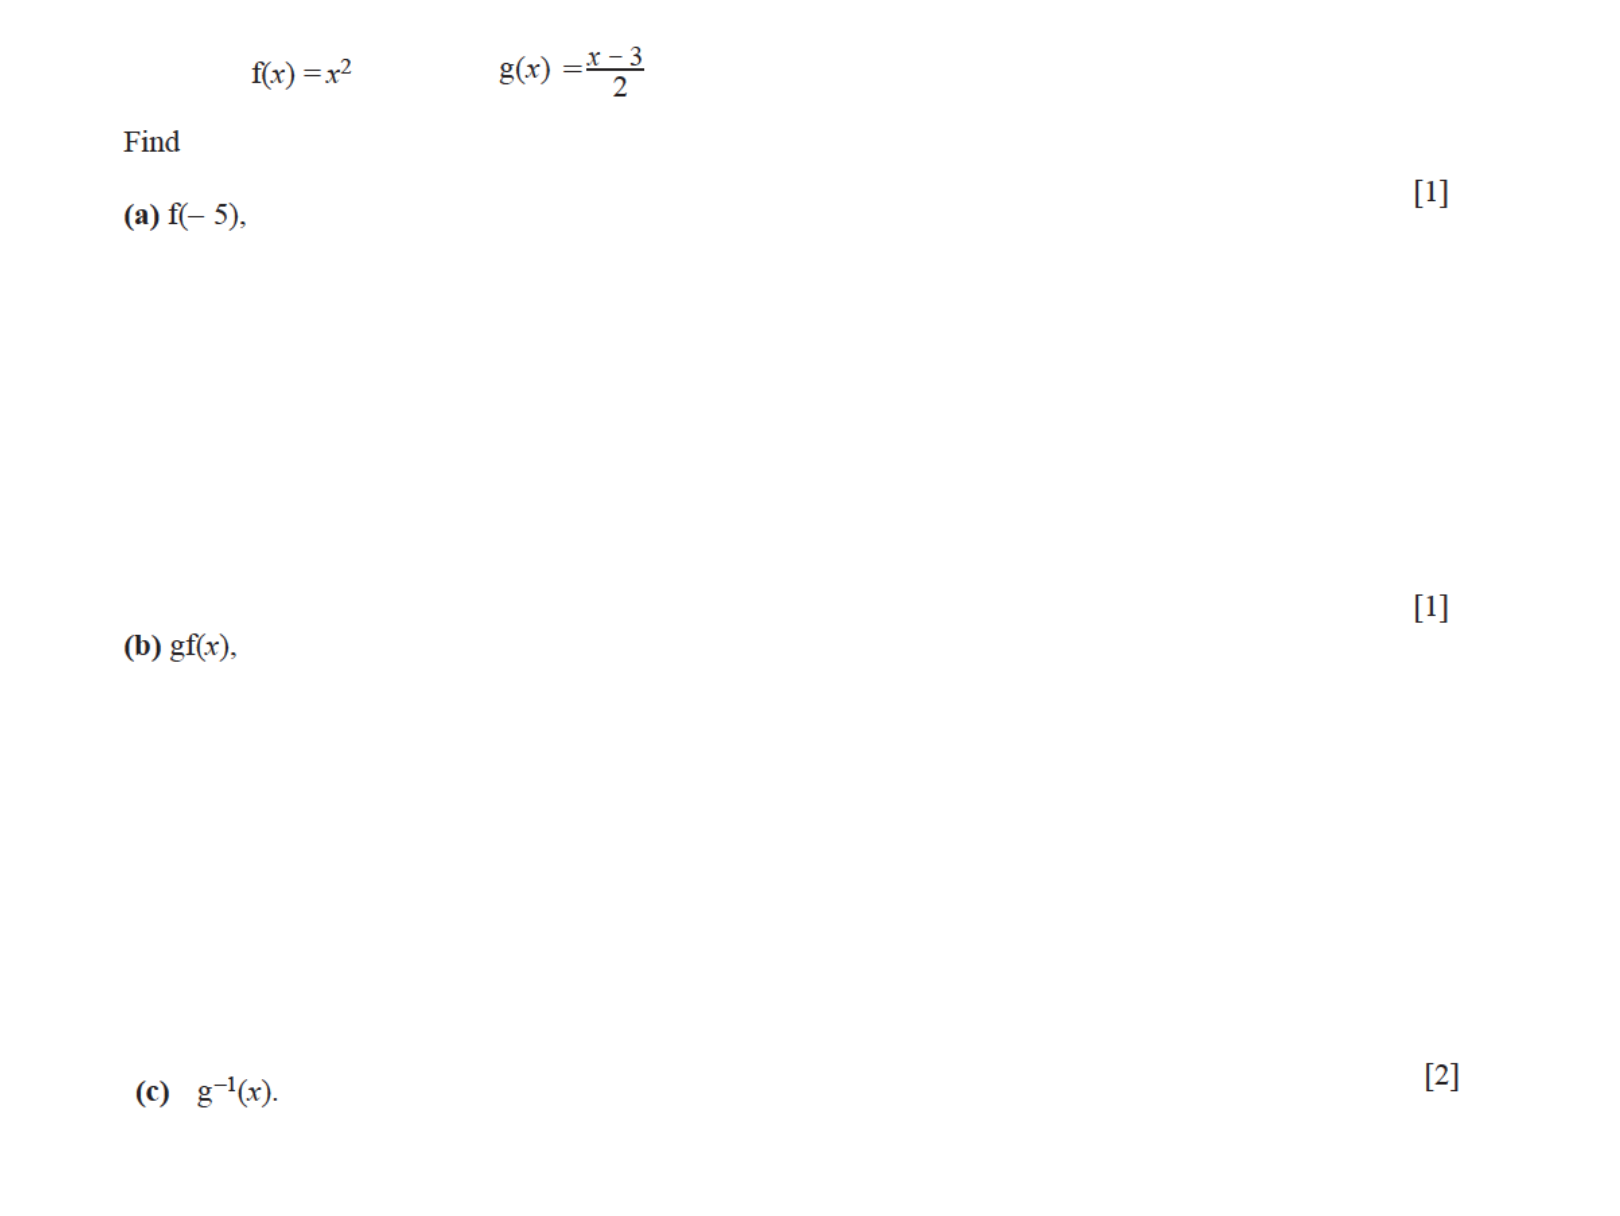 f(x) = x²    g(x) = (x – 3)/2
Find
[1]
(a) f(– 5),
[1]
(b) gf(x),
[2]
(c) g⁻¹(x).